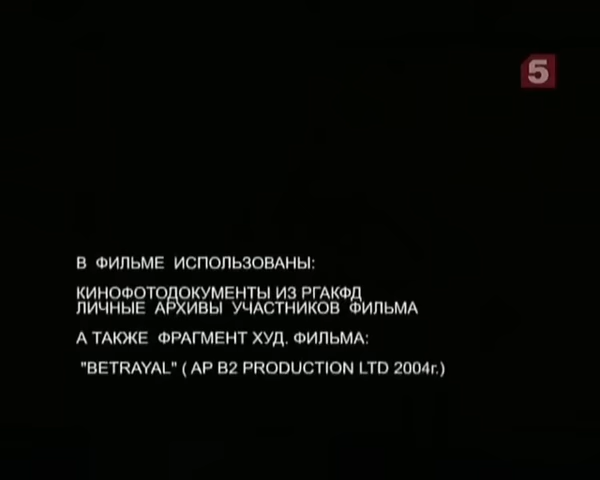 5
В ФИЛЬМЕ ИСПОЛЬЗОВАНЫ:
КИНОФОТОДОКУМЕНТЫ ИЗ РГАКФД
ЛИЧНЫЕ АРХИВЫ УЧАСТНИКОВ ФИЛЬМА
А ТАКЖЕ ФРАГМЕНТ ХУД. ФИЛЬМА:
"BETRAYAL" ( AP B2 PRODUCTION LTD 2004г.)